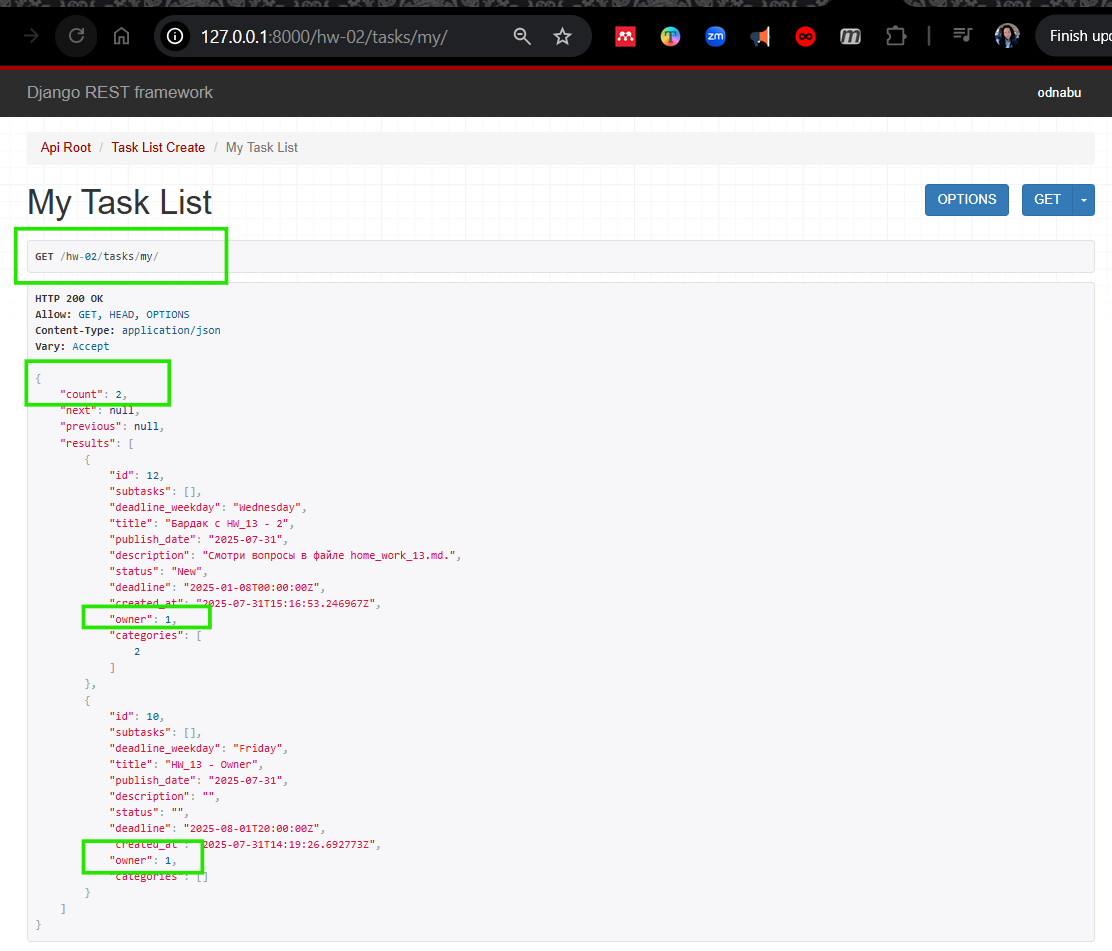 127.0.0.1:8000/hw-02/tasks/my/
zm
m
Finish upd
Django REST framework
odnabu
Api Root / Task List Create / My Task List
My Task List
OPTIONS
GET
GET /hw-02/tasks/my/
HTTP 200 OK
Allow: GET, HEAD, OPTIONS
Content-Type: application/json
Vary: Accept
{
"count": 2,
"next": null,
"previous": null,
"results": [
{
"id": 12,
"subtasks": [],
"deadline_weekday": "Wednesday",
"title": "Бардак с HW_13 - 2",
"publish_date": "2025-07-31",
"description": "Смотри вопросы в файле home_work_13.md.",
"status": "New",
"deadline": "2025-01-08T00:00:00Z",
"created_at": "2025-07-31T15:16:53.246967Z",
"owner": 1,
"categories": [
2
]
},
{
"id": 10,
"subtasks": [],
"deadline_weekday": "Friday",
"title": "HW_13 - Owner",
"publish_date": "2025-07-31",
"description": "",
"status": "",
"deadline": "2025-08-01T20:00:00Z",
"created_at": "2025-07-31T14:19:26.692773Z",
"owner": 1,
"categories": []
}
]
}